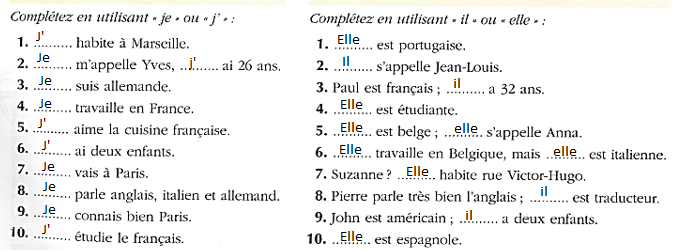 Complétez en utilisant « je » ou « j' » :
1. J' habite à Marseille.
2. Je m'appelle Yves, j' ai 26 ans.
3. Je suis allemande.
4. Je travaille en France.
5. J' aime la cuisine française.
6. J' ai deux enfants.
7. Je vais à Paris.
8. Je parle anglais, italien et allemand.
9. Je connais bien Paris.
10. J' étudie le français.
Complétez en utilisant « il » ou « elle » :
1. Elle est portugaise.
2. Il s'appelle Jean-Louis.
3. Paul est français ; il a 32 ans.
4. Elle est étudiante.
5. Elle est belge ; elle s'appelle Anna.
6. Elle travaille en Belgique, mais elle est italienne.
7. Suzanne ? Elle habite rue Victor-Hugo.
8. Pierre parle très bien l'anglais ; il est traducteur.
9. John est américain ; il a deux enfants.
10. Elle est espagnole.